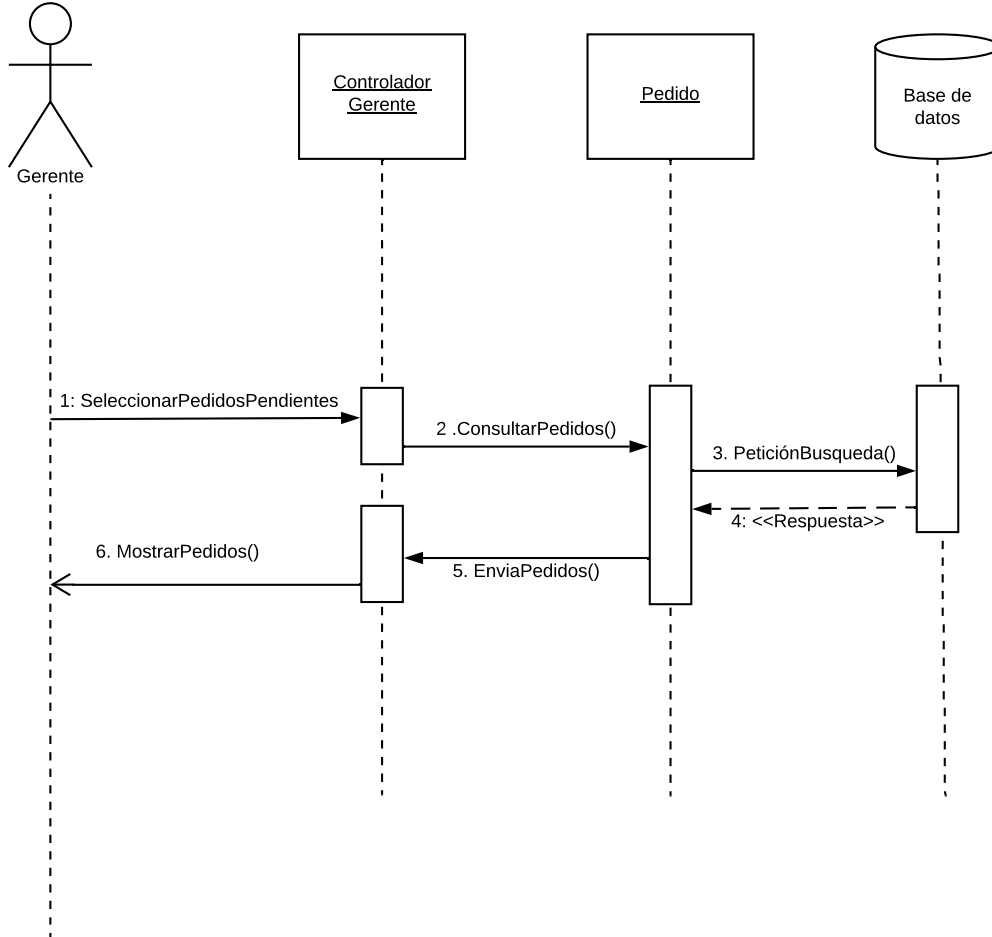 Controlador
Gerente
Pedido
Base de
datos
Gerente
1: SeleccionarPedidosPendientes
2 .ConsultarPedidos()
3. PeticiónBusqueda()
4: <<Respuesta>>
6. MostrarPedidos()
5. EnviaPedidos()